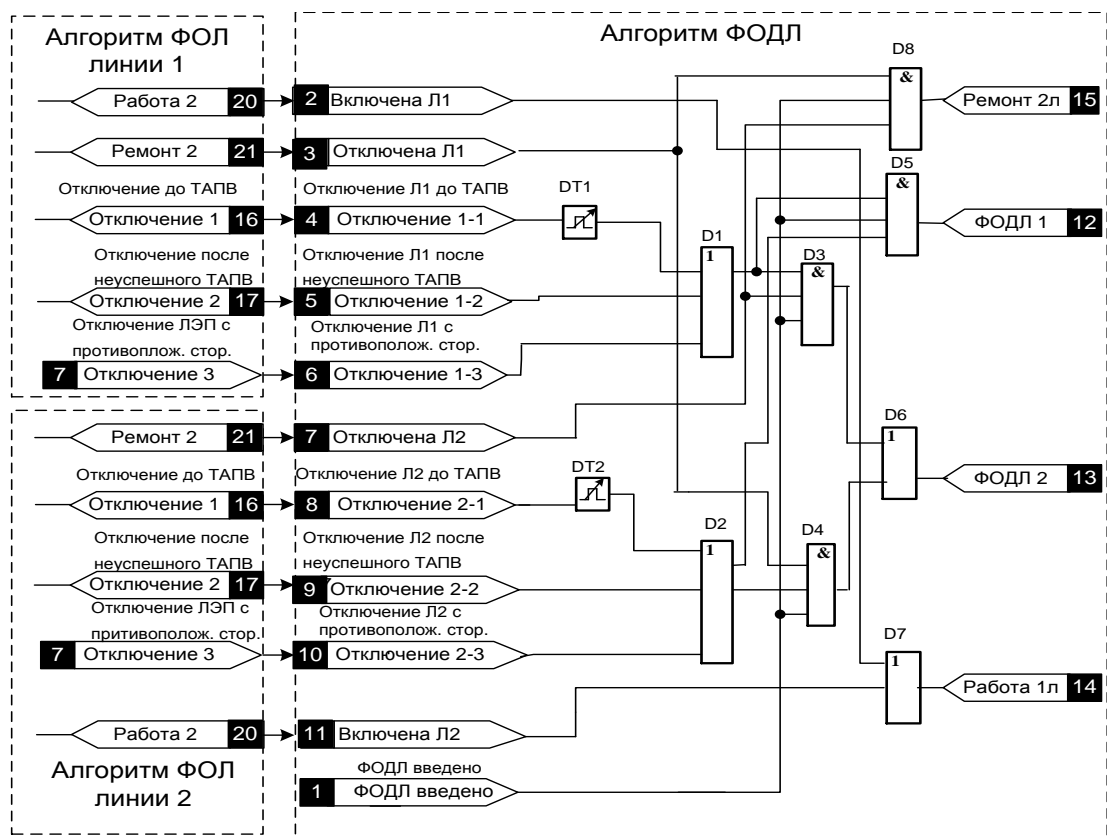 Алгоритм ФОЛ
линии 1
Алгоритм ФОДЛ
Работа 2 20
2 Включена Л1
Ремонт 2 21
3 Отключена Л1
Отключение до ТАПВ
Отключение 1 16
Отключение Л1 до ТАПВ
4 Отключение 1-1
DT1
Отключение после
неуспешного ТАПВ
Отключение 2 17
Отключение Л1 после
неуспешного ТАПВ
5 Отключение 1-2
Отключение ЛЭП с
противоплож. стор.
7 Отключение 3
Отключение Л1 с
противополож. стор.
6 Отключение 1-3
D1
1
D3
&
D8
&
Ремонт 2л 15
D5
&
ФОДЛ 1 12
Ремонт 2 21
7 Отключена Л2
Отключение до ТАПВ
Отключение 1 16
Отключение Л2 до ТАПВ
8 Отключение 2-1
DT2
Отключение после
неуспешного ТАПВ
Отключение 2 17
Отключение Л2 после
неуспешного ТАПВ
9 Отключение 2-2
Отключение ЛЭП с
притивополож. стор.
7 Отключение 3
Отключение Л2 с
противополож. стор.
10 Отключение 2-3
D2
1
D4
&
D6
1
ФОДЛ 2 13
D7
1
Работа 1л 14
Работа 2 20
11 Включена Л2
Алгоритм ФОЛ
линии 2
ФОДЛ введено
1 ФОДЛ введено